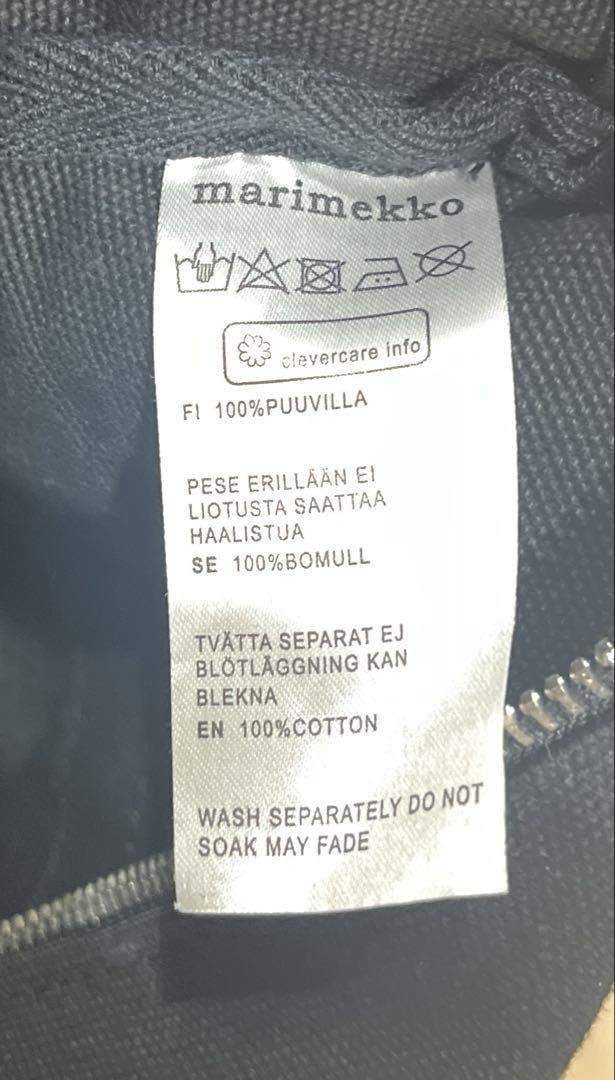 marimekko
clevercare info
FI 100%PUUVILLA
PESE ERILLÄÄN EI
LIOTUSTA SAATTAA
HAALISTUA
SE 100%BOMULL
TVÄTTA SEPARAT EJ
BLÖTLÄGGNING KAN
BLEKNA
EN 100%COTTON
WASH SEPARATELY DO NOT
SOAK MAY FADE